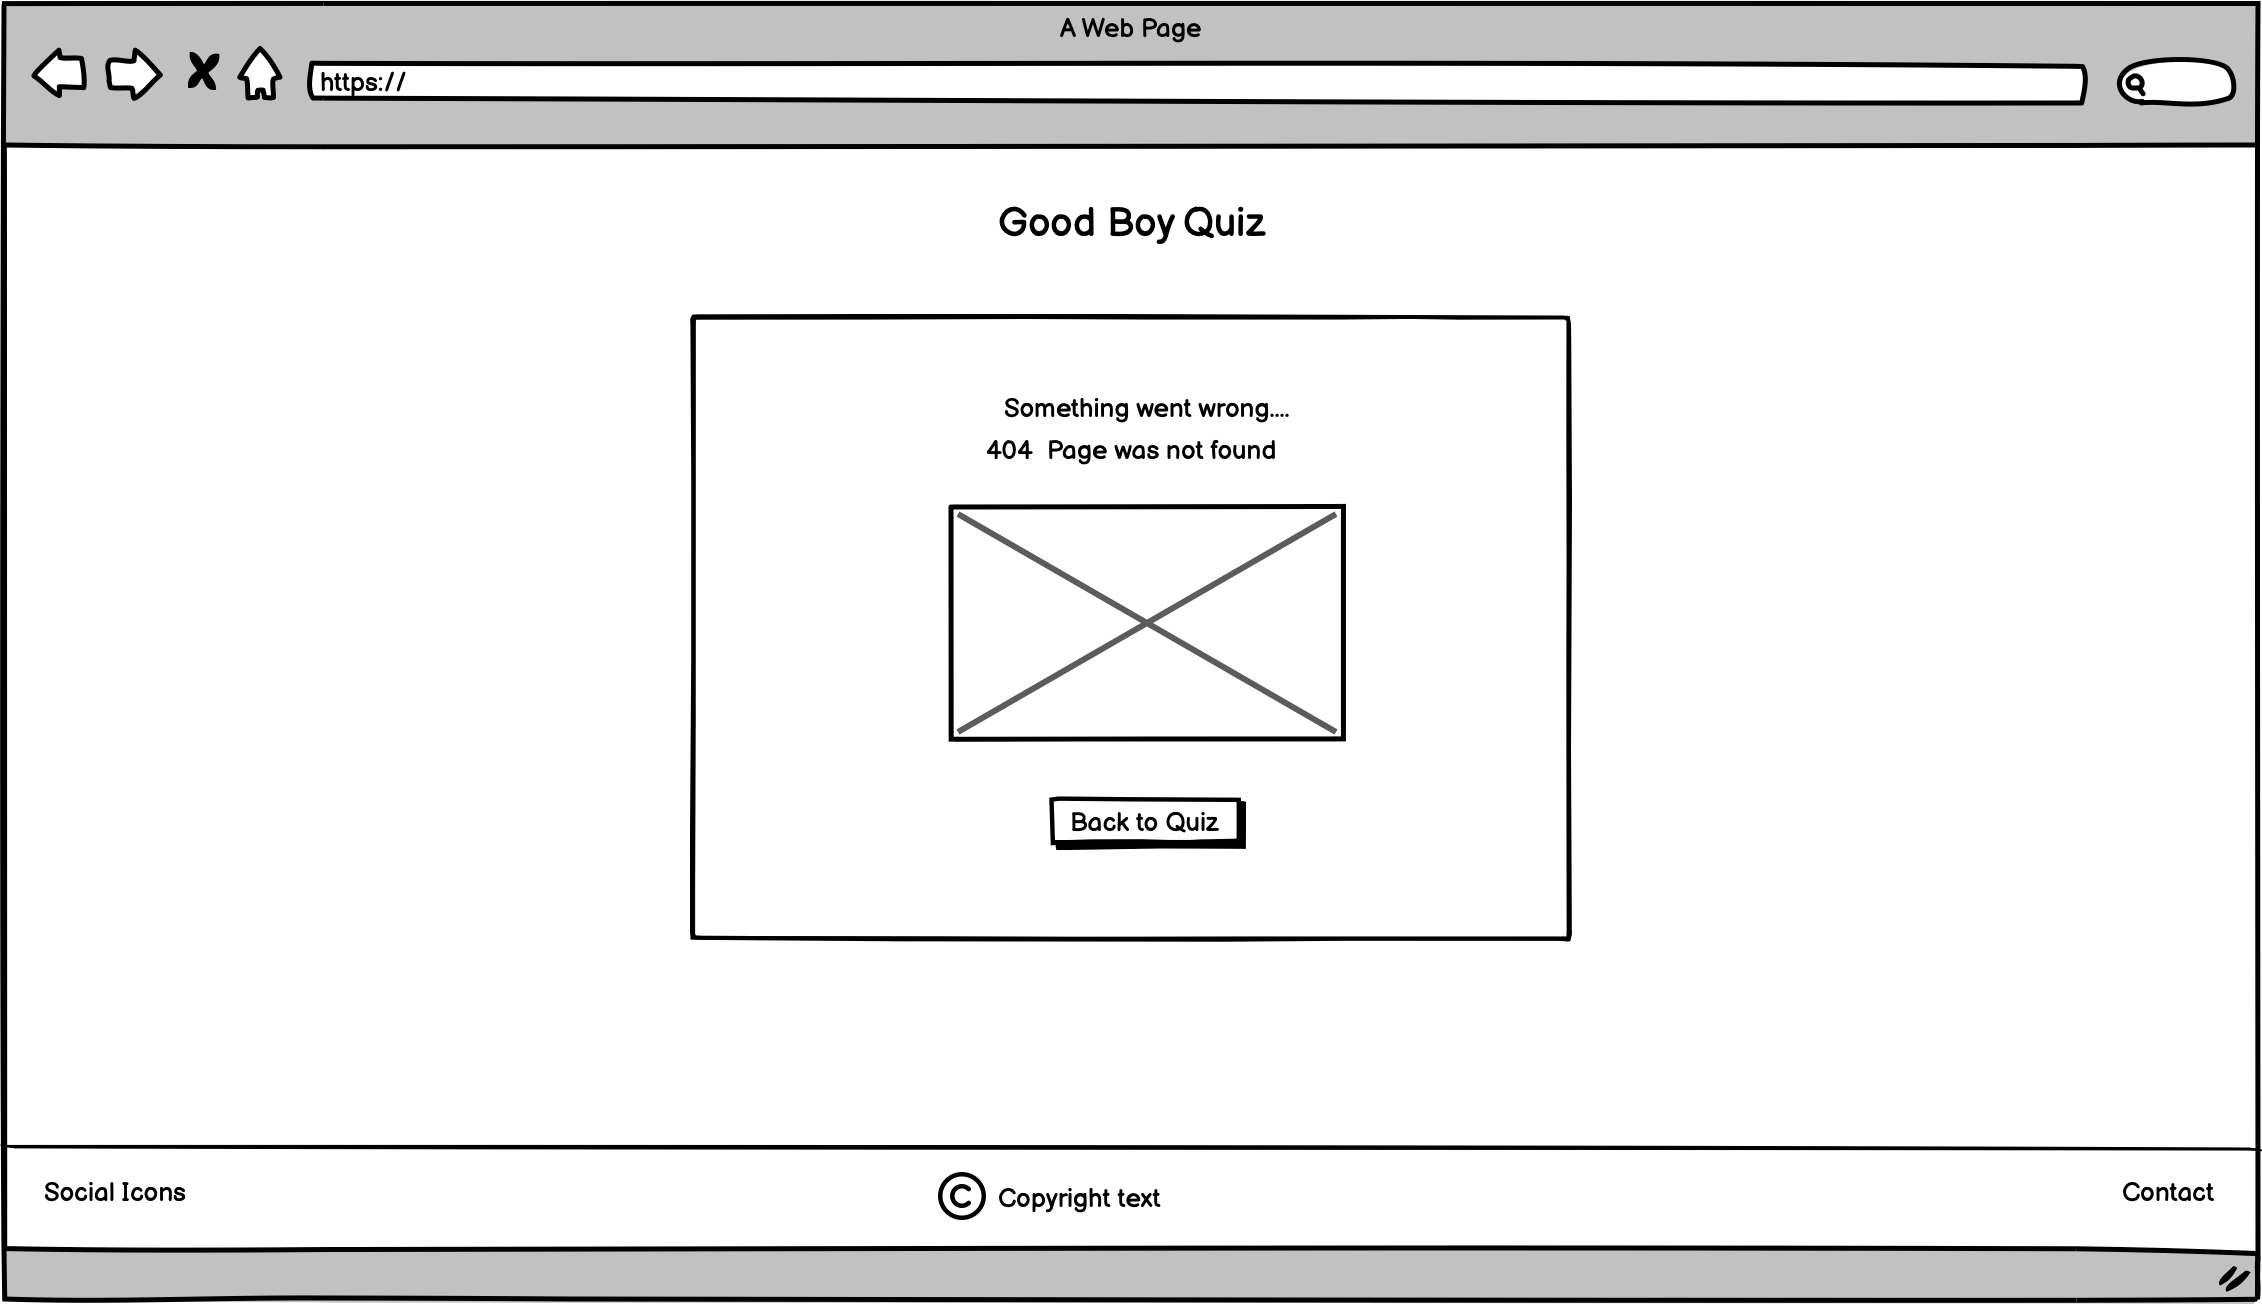 A Web Page
https://
Good Boy Quiz
Something went wrong....
404 Page was not found
Back to Quiz
Social Icons
© Copyright text
Contact